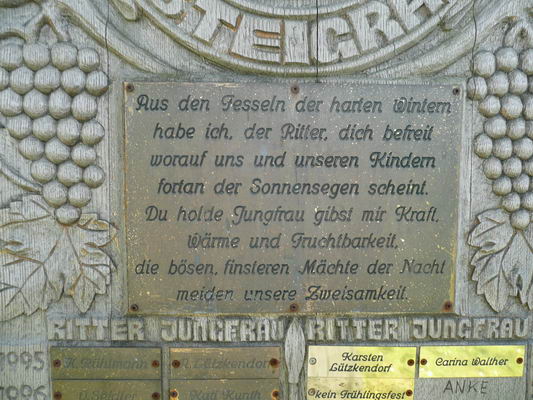 Aus den Fesseln der harten Wintern
habe ich, der Ritter, dich befreit
worauf uns und unseren Kindern
fortan der Sonnensegen scheint.
Du holde Jungfrau gibst mir Kraft,
Wärme und Fruchtbarkeit,
die bösen, finsteren Mächte der Nacht
meiden unsere Zweisamkeit.
RITTER JUNGFRAU RITTER JUNGFRAU
1995 K. Rühlmann R. Lützkendorf Karsten Lützkendorf Carina Walther
1996 kein Frühlingsfest ANKE